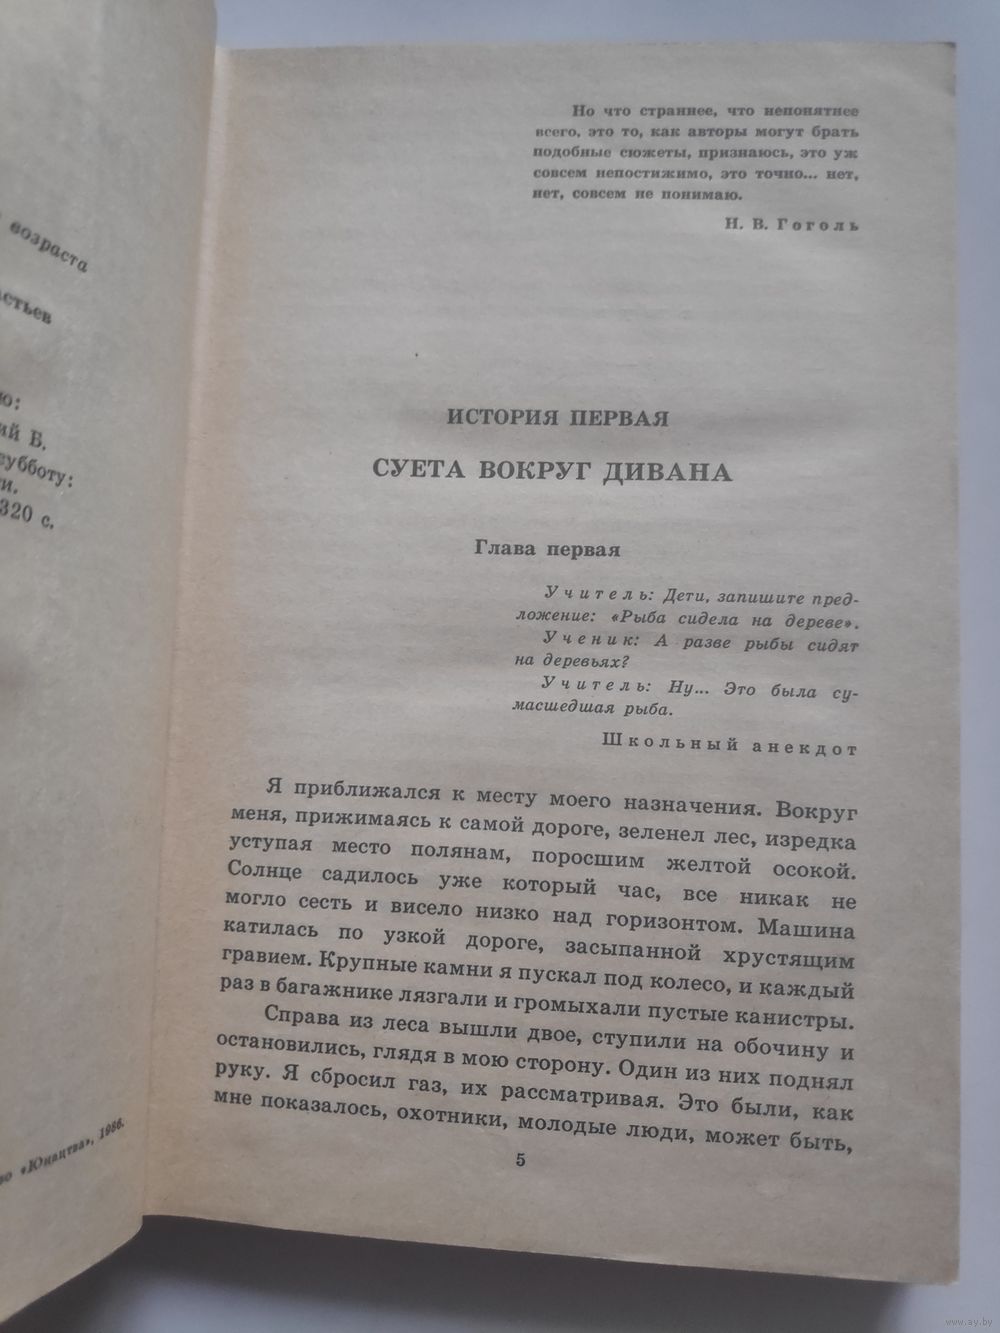 возраста
стьев
ю:
ий Б.
субботу:
и.
320 с.
во «Юнацтва», 1986.
Но что страннее, что непонятнее
всего, это то, как авторы могут брать
подобные сюжеты, признаюсь, это уж
совсем непостижимо, это точно... нет,
нет, совсем не понимаю.
Н. В. Гоголь
ИСТОРИЯ ПЕРВАЯ
СУЕТА ВОКРУГ ДИВАНА
Глава первая
Учитель: Дети, запишите пред-
ложение: «Рыба сидела на дереве».
Ученик: А разве рыбы сидят
на деревьях?
Учитель: Ну... Это была су-
масшедшая рыба.
Школьный анекдот
Я приближался к месту моего назначения. Вокруг
меня, прижимаясь к самой дороге, зеленел лес, изредка
уступая место полянам, поросшим желтой осокой.
Солнце садилось уже который час, все никак не
могло сесть и висело низко над горизонтом. Машина
катилась по узкой дороге, засыпанной хрустящим
гравием. Крупные камни я пускал под колесо, и каждый
раз в багажнике лязгали и громыхали пустые канистры.
Справа из леса вышли двое, ступили на обочину и
остановились, глядя в мою сторону. Один из них поднял
руку. Я сбросил газ, их рассматривая. Это были, как
мне показалось, охотники, молодые люди, может быть,
5
www.ay.by